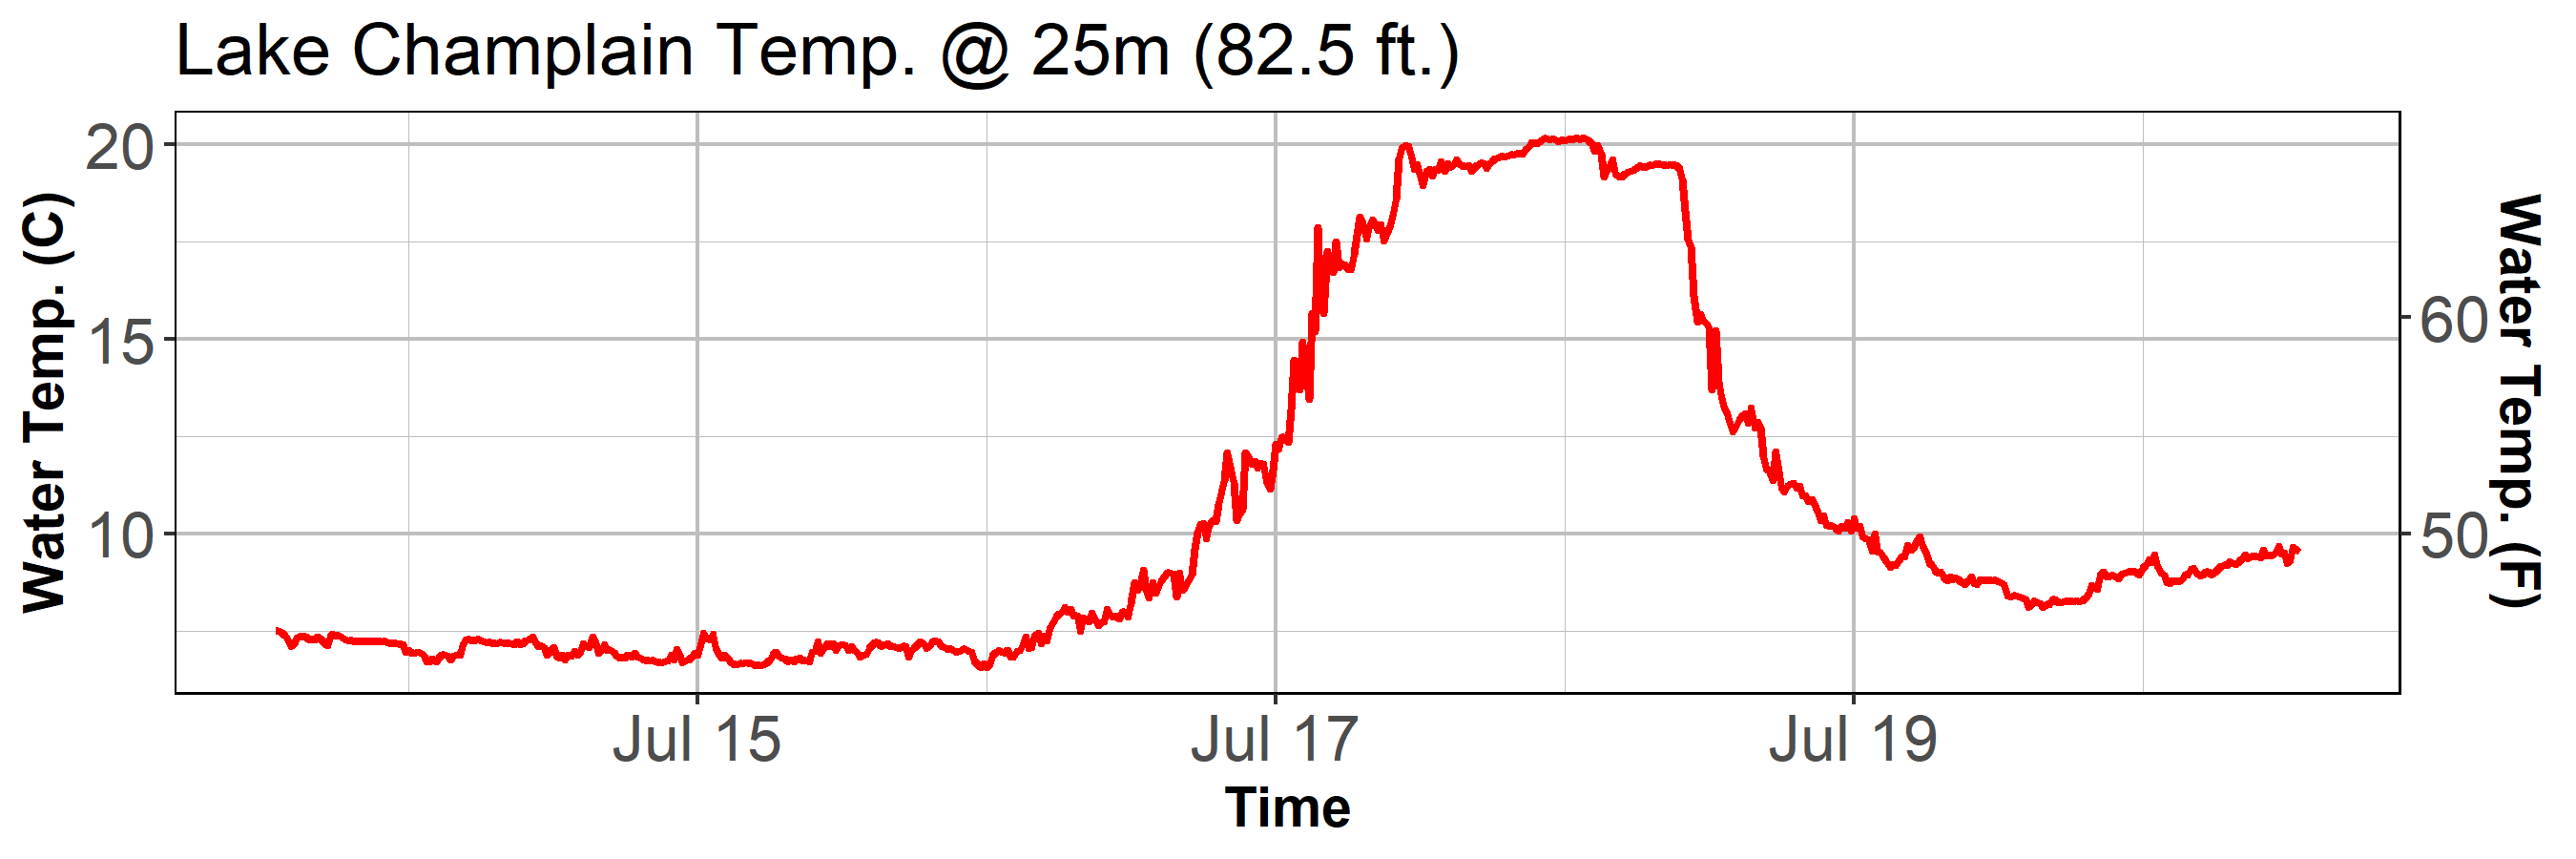 Lake Champlain Temp. @ 25m (82.5 ft.)
Water Temp. (C)
20
15
10
60
50
Water Temp. (F)
Jul 15 Jul 17 Jul 19
Time